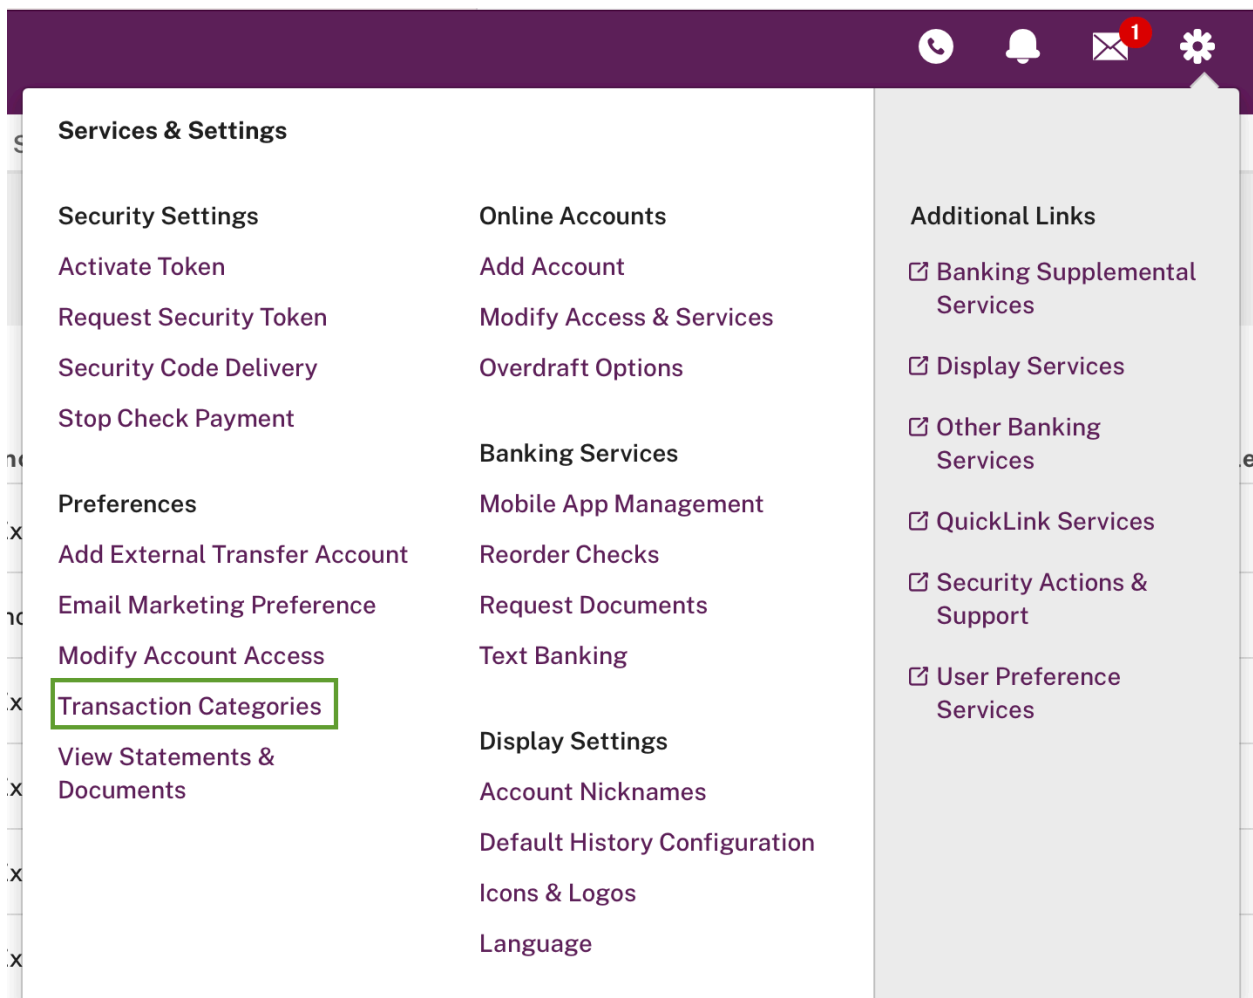 1
Services & Settings
Security Settings
Activate Token
Request Security Token
Security Code Delivery
Stop Check Payment
Preferences
Add External Transfer Account
Email Marketing Preference
Modify Account Access
Transaction Categories
View Statements &
Documents
Online Accounts
Add Account
Modify Access & Services
Overdraft Options
Banking Services
Mobile App Management
Reorder Checks
Request Documents
Text Banking
Display Settings
Account Nicknames
Default History Configuration
Icons & Logos
Language
Additional Links
Banking Supplemental
Services
Display Services
Other Banking
Services
QuickLink Services
Security Actions &
Support
User Preference
Services